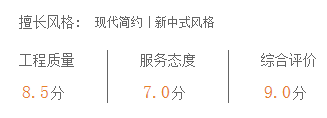 擅长风格: 现代简约丨新中式风格
工程质量 服务态度 综合评价
8.5分 7.0分 9.0分